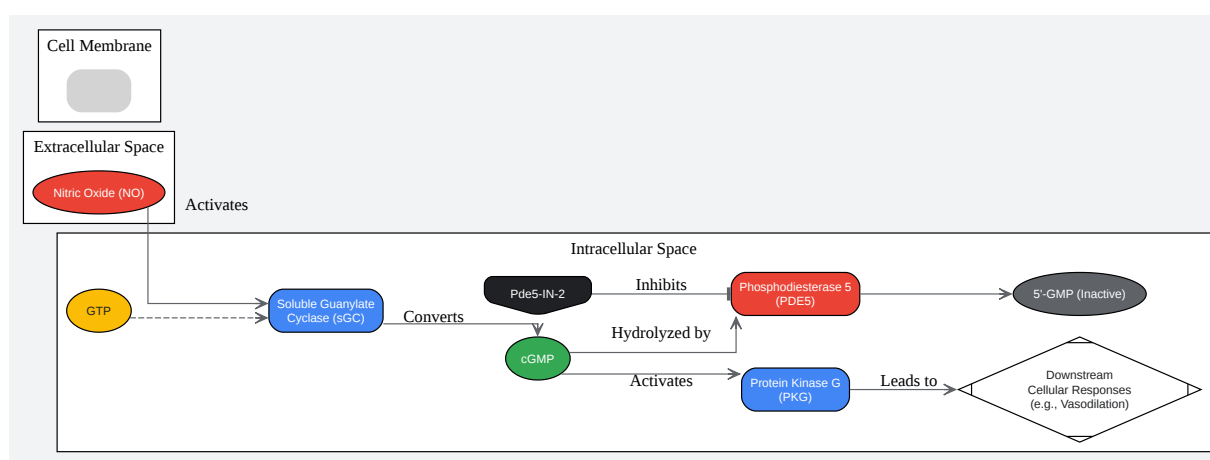 Cell Membrane
Extracellular Space
Nitric Oxide (NO)
Activates
Intracellular Space
GTP
Soluble Guanylate
Cyclase (sGC)
Converts
Pde5-IN-2
Inhibits
Phosphodiesterase 5
(PDE5)
5'-GMP (Inactive)
cGMP
Hydrolyzed by
Activates
Protein Kinase G
(PKG)
Leads to
Downstream
Cellular Responses
(e.g., Vasodilation)